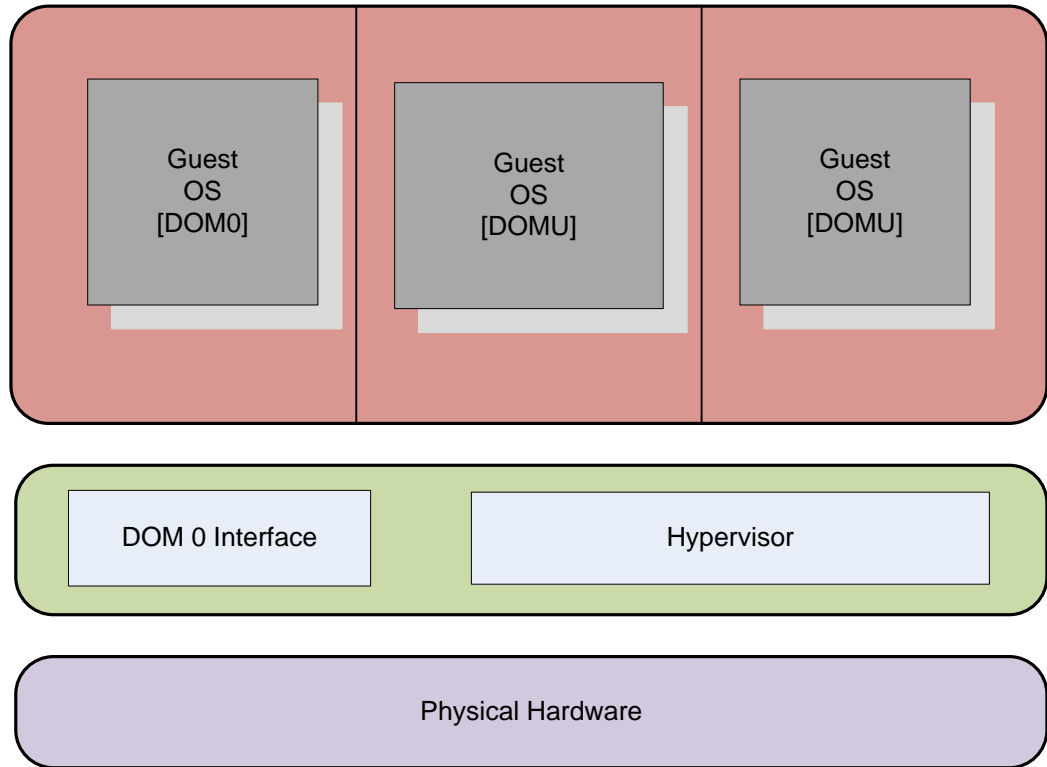 Guest
OS
[DOM0]
Guest
OS
[DOMU]
Guest
OS
[DOMU]
DOM 0 Interface
Hypervisor
Physical Hardware